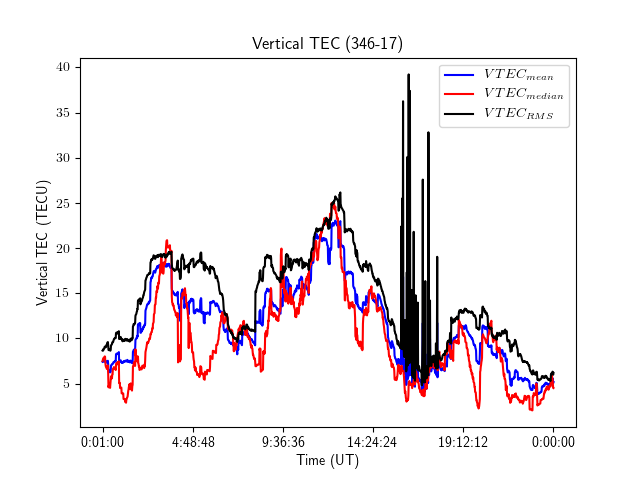 Vertical TEC (346-17)
VTEC_mean
VTEC_median
VTEC_RMS
Vertical TEC (TECU)
40
35
30
25
20
15
10
5
0:01:00 4:48:48 9:36:36 14:24:24 19:12:12 0:00:00
Time (UT)